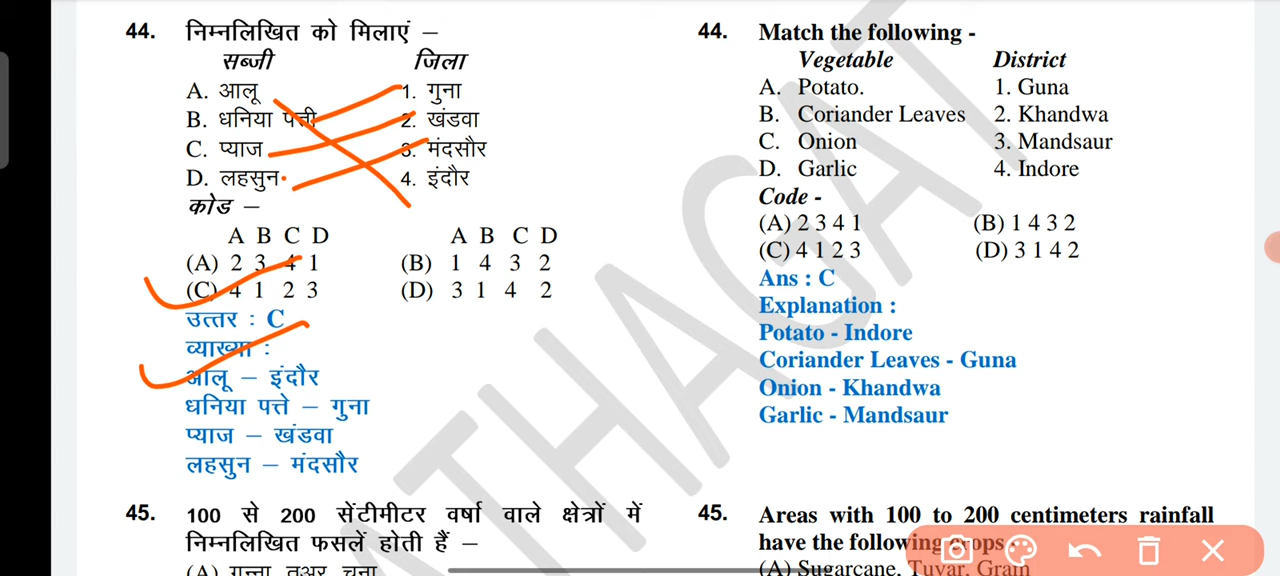 44. निम्नलिखित को मिलाएं –
सब्जी जिला
A. आलू 1. गुना
B. धनिया पत्ती 2. खंडवा
C. प्याज 3. मंदसौर
D. लहसुन 4. इंदौर
कोड –
A B C D A B C D
(A) 2 3 4 1 (B) 1 4 3 2
(C) 4 1 2 3 (D) 3 1 4 2
उत्तर : C
व्याख्या :
आलू – इंदौर
धनिया पत्ते – गुना
प्याज – खंडवा
लहसुन – मंदसौर
45. 100 से 200 सेंटीमीटर वर्षा वाले क्षेत्रों में
निम्नलिखित फसलें होती हैं –
(A) गन्ना, तुअर, चना
44. Match the following -
Vegetable District
A. Potato. 1. Guna
B. Coriander Leaves 2. Khandwa
C. Onion 3. Mandsaur
D. Garlic 4. Indore
Code -
(A) 2 3 4 1 (B) 1 4 3 2
(C) 4 1 2 3 (D) 3 1 4 2
Ans : C
Explanation :
Potato - Indore
Coriander Leaves - Guna
Onion - Khandwa
Garlic - Mandsaur
45. Areas with 100 to 200 centimeters rainfall
have the following crops -
(A) Sugarcane, Tuvar, Grain